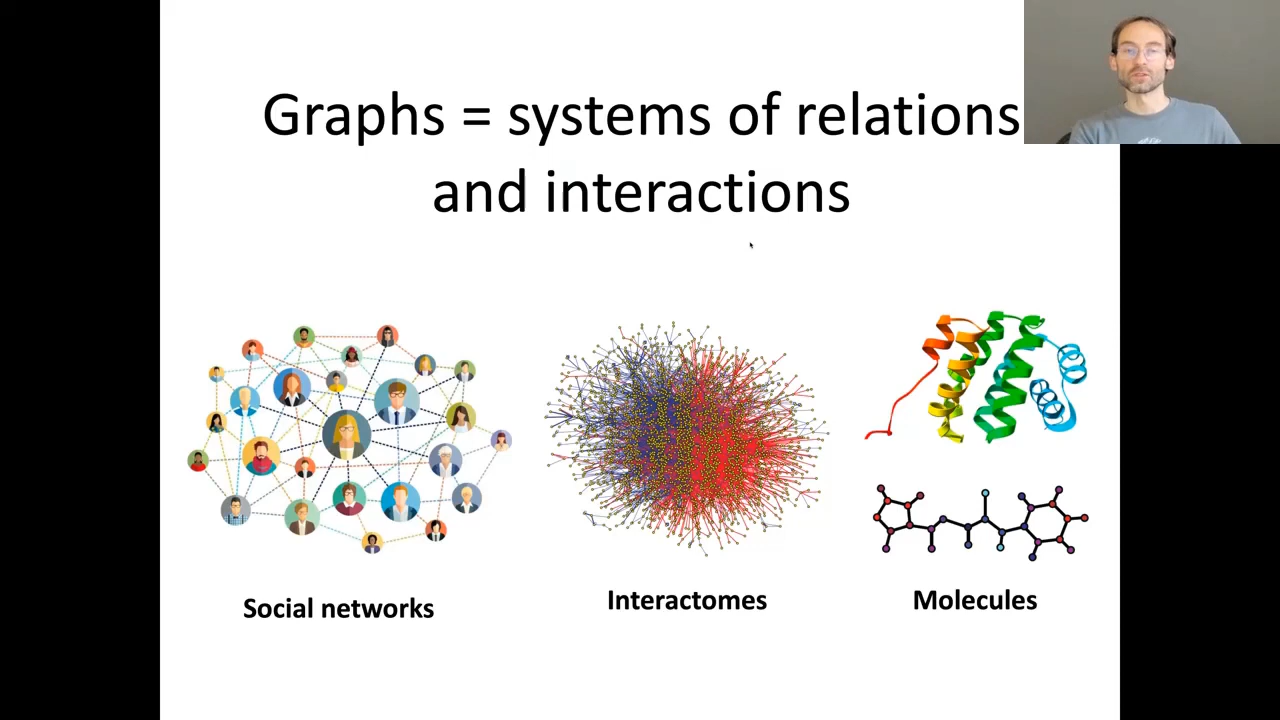 Graphs = systems of relations
and interactions
Social networks
Interactomes
Molecules